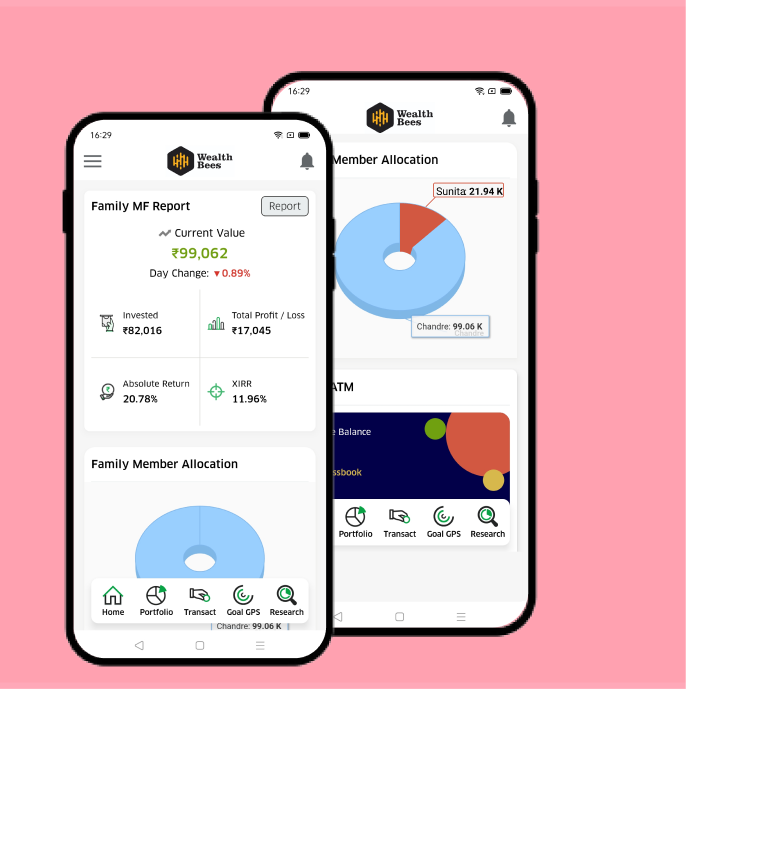 16:29
Wealth
Bees
Family MF Report
Report
Current Value
₹99,062
Day Change: ▼0.89%
Invested
₹82,016
Total Profit / Loss
₹17,045
Absolute Return
20.78%
XIRR
11.96%
Family Member Allocation
Home
Portfolio
Transact
Goal GPS
Research
Chandre: 99.06 K
16:29
Wealth
Bees
Member Allocation
Sunita: 21.94 K
Chandre: 99.06 K
Chandre
ATM
e Balance
ssbook
Portfolio
Transact
Goal GPS
Research